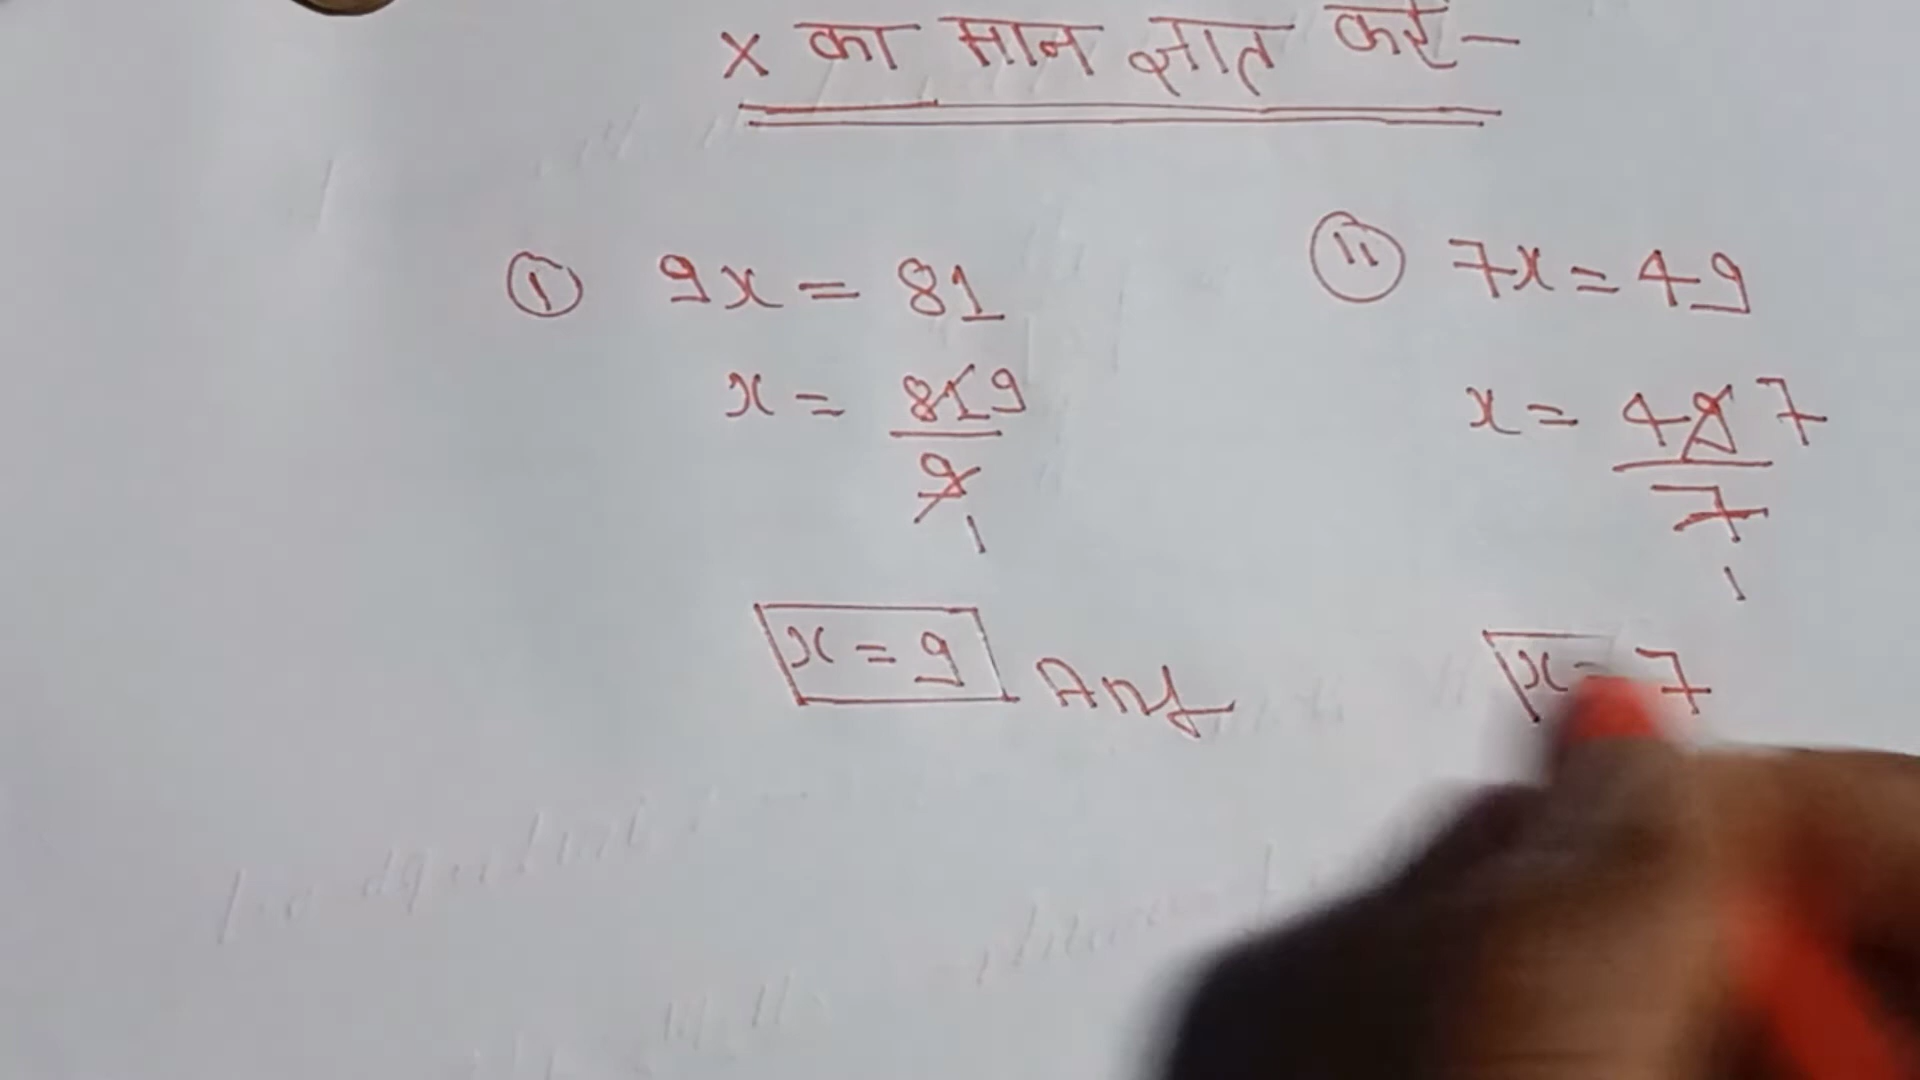 x का मान ज्ञात करें —
(i) 9x = 81
x = 81 9
9
1
x = 9 Ans
(ii) 7x = 49
x = 49 7
7
1
x = 7